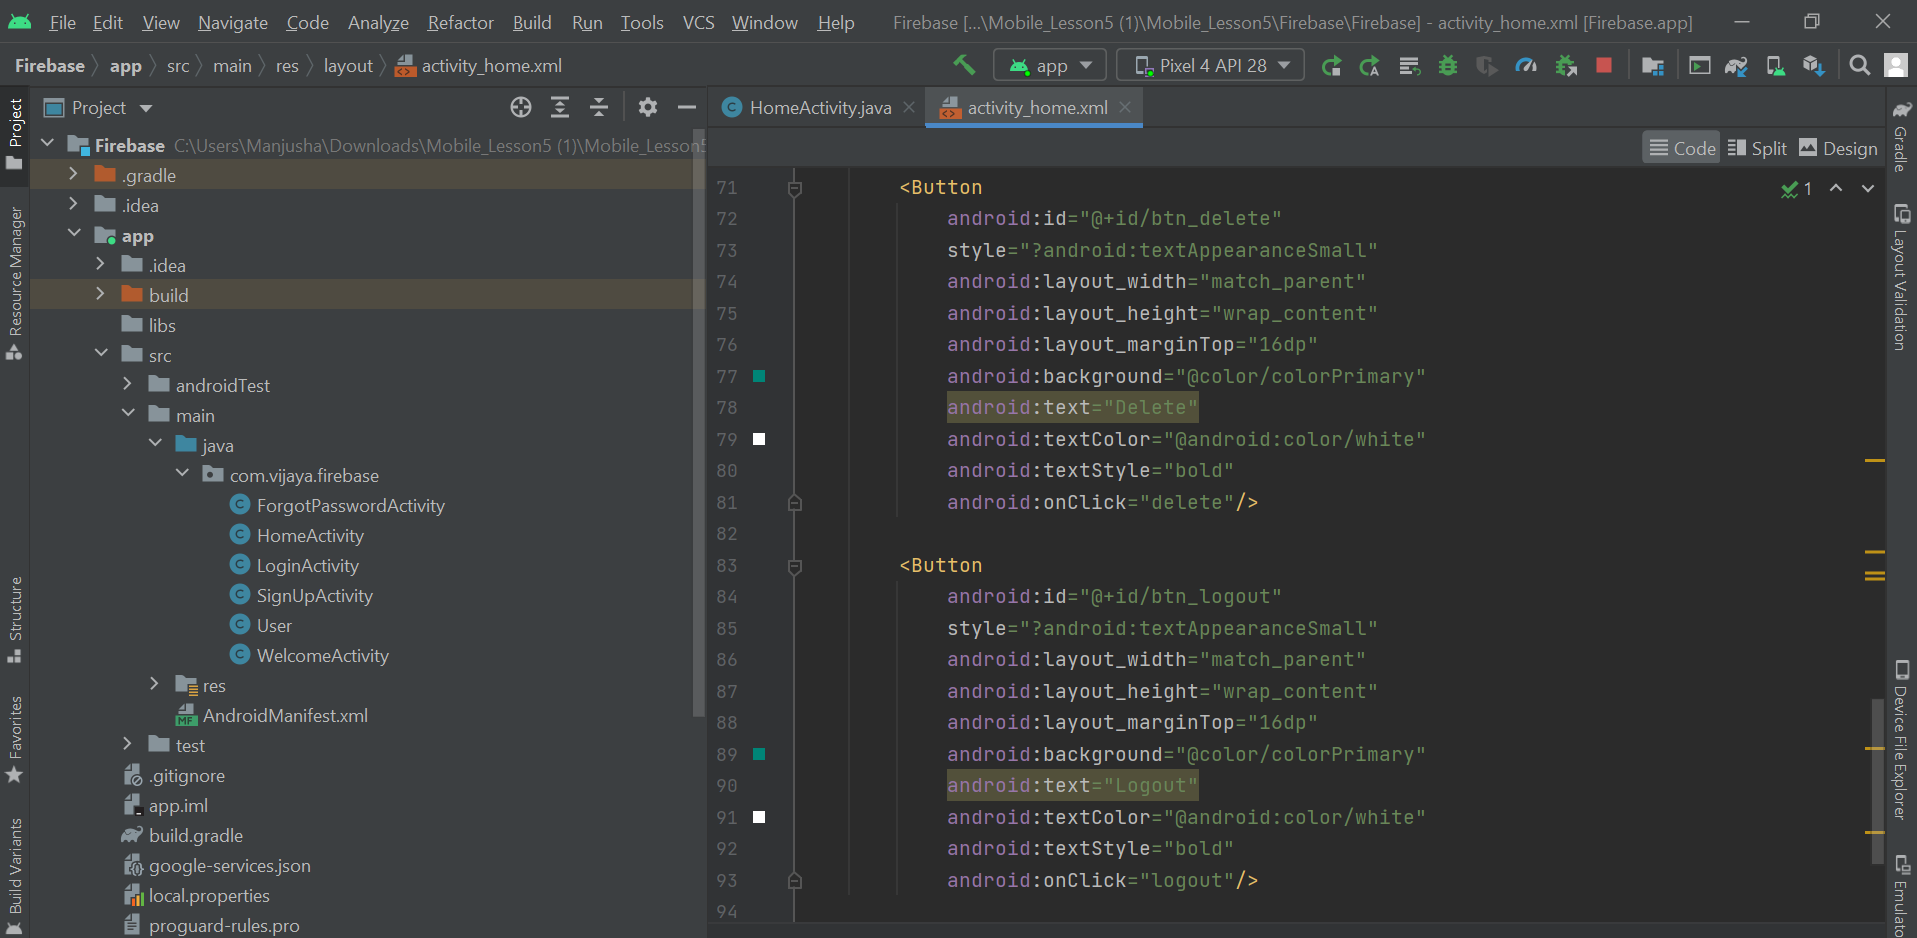 File Edit View Navigate Code Analyze Refactor Build Run Tools VCS Window Help Firebase [...\Mobile_Lesson5 (1)\Mobile_Lesson5\Firebase\Firebase] - activity_home.xml [Firebase.app]
Firebase app src main res layout activity_home.xml app Pixel 4 API 28
Project
HomeActivity.java activity_home.xml
Code Split Design
Firebase C:\Users\Manjusha\Downloads\Mobile_Lesson5 (1)\Mobile_Lesson5
.gradle
.idea
app
.idea
build
libs
src
androidTest
main
java
com.vijaya.firebase
ForgotPasswordActivity
HomeActivity
LoginActivity
SignUpActivity
User
WelcomeActivity
res
AndroidManifest.xml
test
.gitignore
app.iml
build.gradle
google-services.json
local.properties
proguard-rules.pro
71 <Button
72 android:id="@+id/btn_delete"
73 style="?android:textAppearanceSmall"
74 android:layout_width="match_parent"
75 android:layout_height="wrap_content"
76 android:layout_marginTop="16dp"
77 android:background="@color/colorPrimary"
78 android:text="Delete"
79 android:textColor="@android:color/white"
80 android:textStyle="bold"
81 android:onClick="delete"/>
82
83 <Button
84 android:id="@+id/btn_logout"
85 style="?android:textAppearanceSmall"
86 android:layout_width="match_parent"
87 android:layout_height="wrap_content"
88 android:layout_marginTop="16dp"
89 android:background="@color/colorPrimary"
90 android:text="Logout"
91 android:textColor="@android:color/white"
92 android:textStyle="bold"
93 android:onClick="logout"/>
94
1
Project
Resource Manager
Structure
Favorites
Build Variants
Gradle
Layout Validation
Device File Explorer
Emulato